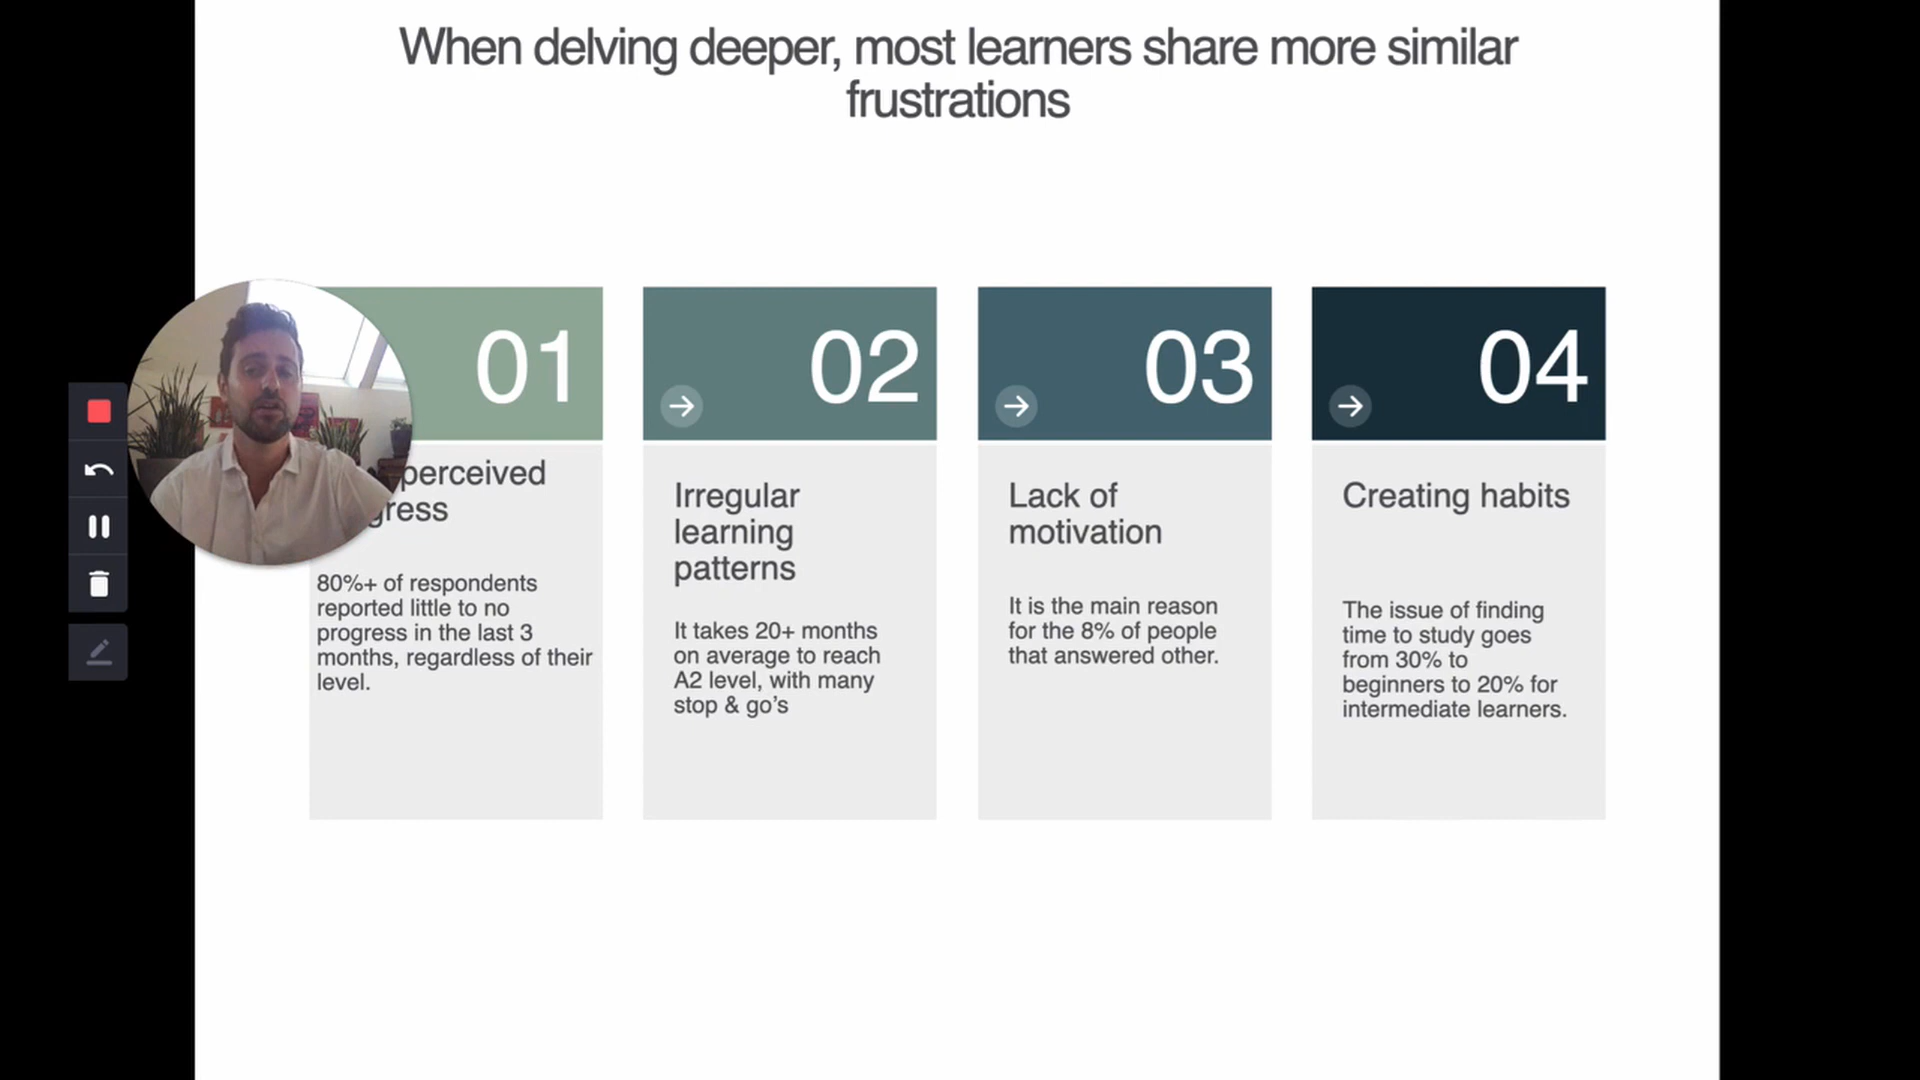 When delving deeper, most learners share more similar
frustrations
01
perceived
gress
80%+ of respondents
reported little to no
progress in the last 3
months, regardless of their
level.
02
Irregular
learning
patterns
It takes 20+ months
on average to reach
A2 level, with many
stop & go’s
03
Lack of
motivation
It is the main reason
for the 8% of people
that answered other.
04
Creating habits
The issue of finding
time to study goes
from 30% to
beginners to 20% for
intermediate learners.